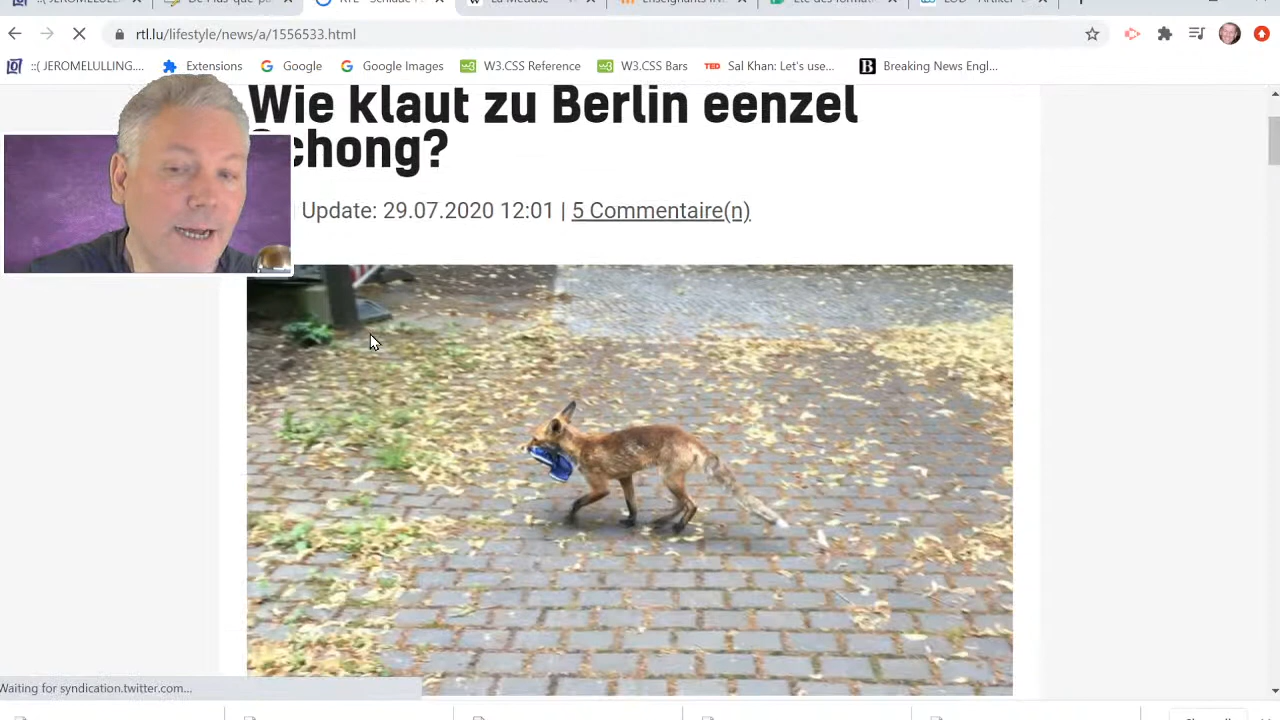 rtl.lu/lifestyle/news/a/1556533.html
::( JEROMELULLING.... Extensions Google Google Images W3.CSS Reference W3.CSS Bars TED Sal Khan: Let's use... B Breaking News Engl...
Wie klaut zu Berlin eenzel
chong?
Update: 29.07.2020 12:01 | 5 Commentaire(n)
Waiting for syndication.twitter.com...